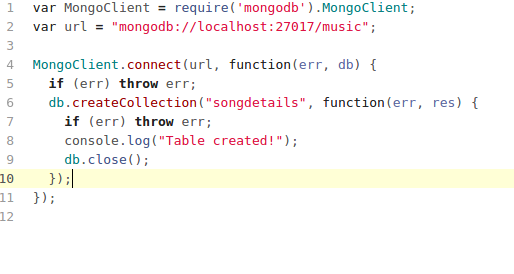 1 var MongoClient = require('mongodb').MongoClient;
2 var url = "mongodb://localhost:27017/music";
3
4 MongoClient.connect(url, function(err, db) {
5   if (err) throw err;
6   db.createCollection("songdetails", function(err, res) {
7     if (err) throw err;
8     console.log("Table created!");
9     db.close();
10   });
11 });
12